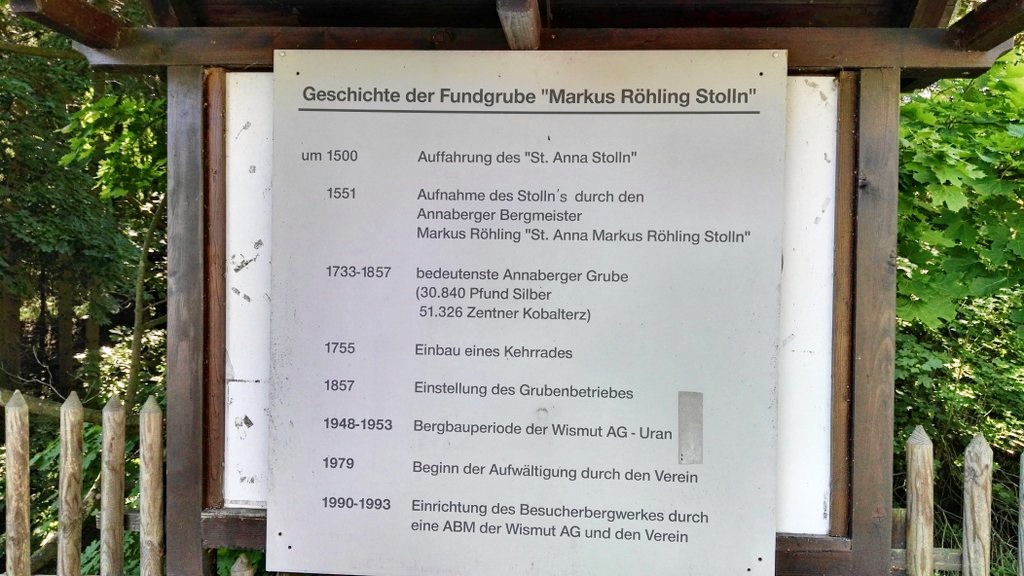 Geschichte der Fundgrube "Markus Röhling Stolln"
um 1500 Auffahrung des "St. Anna Stolln"
1551 Aufnahme des Stolln´s durch den
Annaberger Bergmeister
Markus Röhling "St. Anna Markus Röhling Stolln"
1733-1857 bedeutenste Annaberger Grube
(30.840 Pfund Silber
51.326 Zentner Kobalterz)
1755 Einbau eines Kehrrades
1857 Einstellung des Grubenbetriebes
1948-1953 Bergbauperiode der Wismut AG - Uran
1979 Beginn der Aufwältigung durch den Verein
1990-1993 Einrichtung des Besucherbergwerkes durch
eine ABM der Wismut AG und den Verein